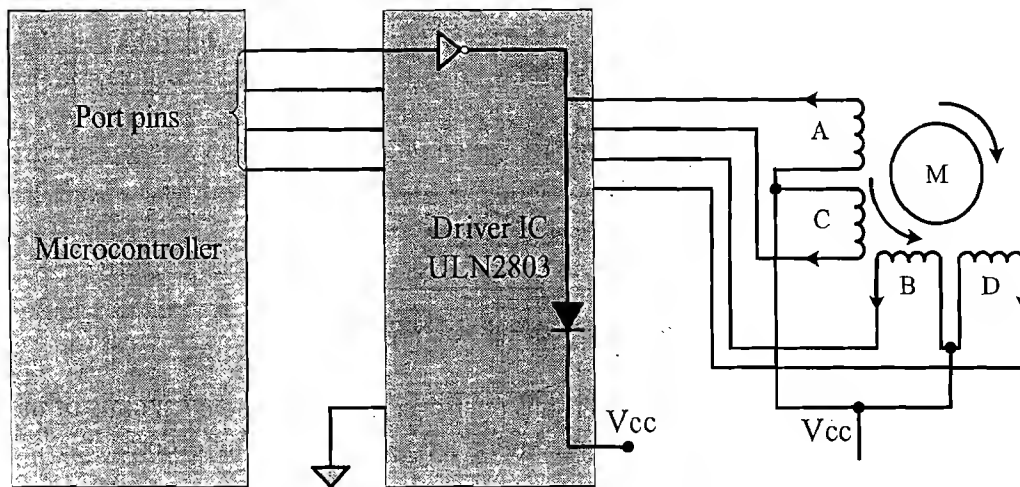 Port pins
Microcontroller
Driver IC
ULN2803
Vcc
A
C
B
D
M
Vcc